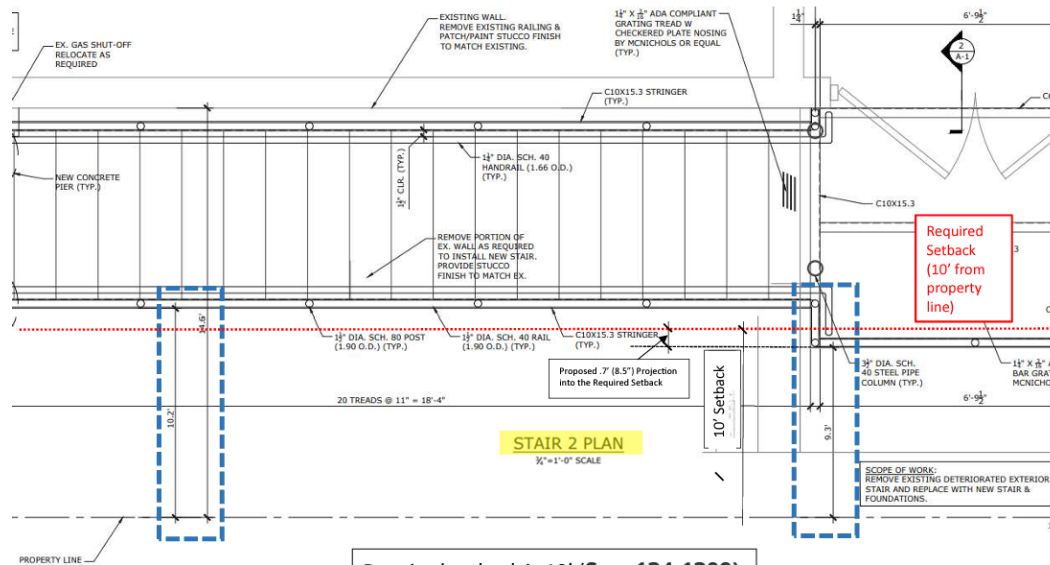 EX. GAS SHUT-OFF
RELOCATE AS
REQUIRED
EXISTING WALL.
REMOVE EXISTING RAILING &
PATCH/PAINT STUCCO FINISH
TO MATCH EXISTING.
1¼" X 3/16" ADA COMPLIANT
GRATING TREAD W
CHECKERED PLATE NOSING
BY MCNICHOLS OR EQUAL
(TYP.)
6'-9½"
2
A-1
C10X15.3 STRINGER
(TYP.)
1½" CLR. (TYP.)
1¼" DIA. SCH. 40
HANDRAIL (1.66 O.D.)
(TYP.)
NEW CONCRETE
PIER (TYP.)
C10X15.3
REMOVE PORTION OF
EX. WALL AS REQUIRED
TO INSTALL NEW STAIR.
PROVIDE STUCCO
FINISH TO MATCH EX.
Required
Setback
(10' from
property
line)
14.6'
1½" DIA. SCH. 80 POST
(1.90 O.D.) (TYP.)
1½" DIA. SCH. 40 RAIL
(1.90 O.D.) (TYP.)
C10X15.3 STRINGER
(TYP.)
Proposed .7' (8.5") Projection
into the Required Setback
3½" DIA. SCH.
40 STEEL PIPE
COLUMN (TYP.)
BAR GRAT
MCNICHO
20 TREADS @ 11" = 18'-4"
6'-9½"
10.2'
10' Setback
9.3'
STAIR 2 PLAN
¾"=1'-0" SCALE
SCOPE OF WORK:
REMOVE EXISTING DETERIORATED EXTERIOR
STAIR AND REPLACE WITH NEW STAIR &
FOUNDATIONS.
PROPERTY LINE